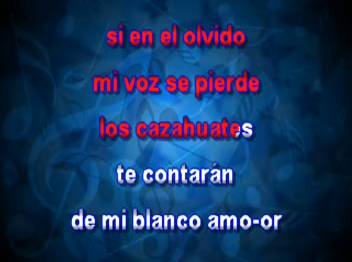 si en el olvido
mi voz se pierde
los cazahuates
te contarán
de mi blanco amo-or